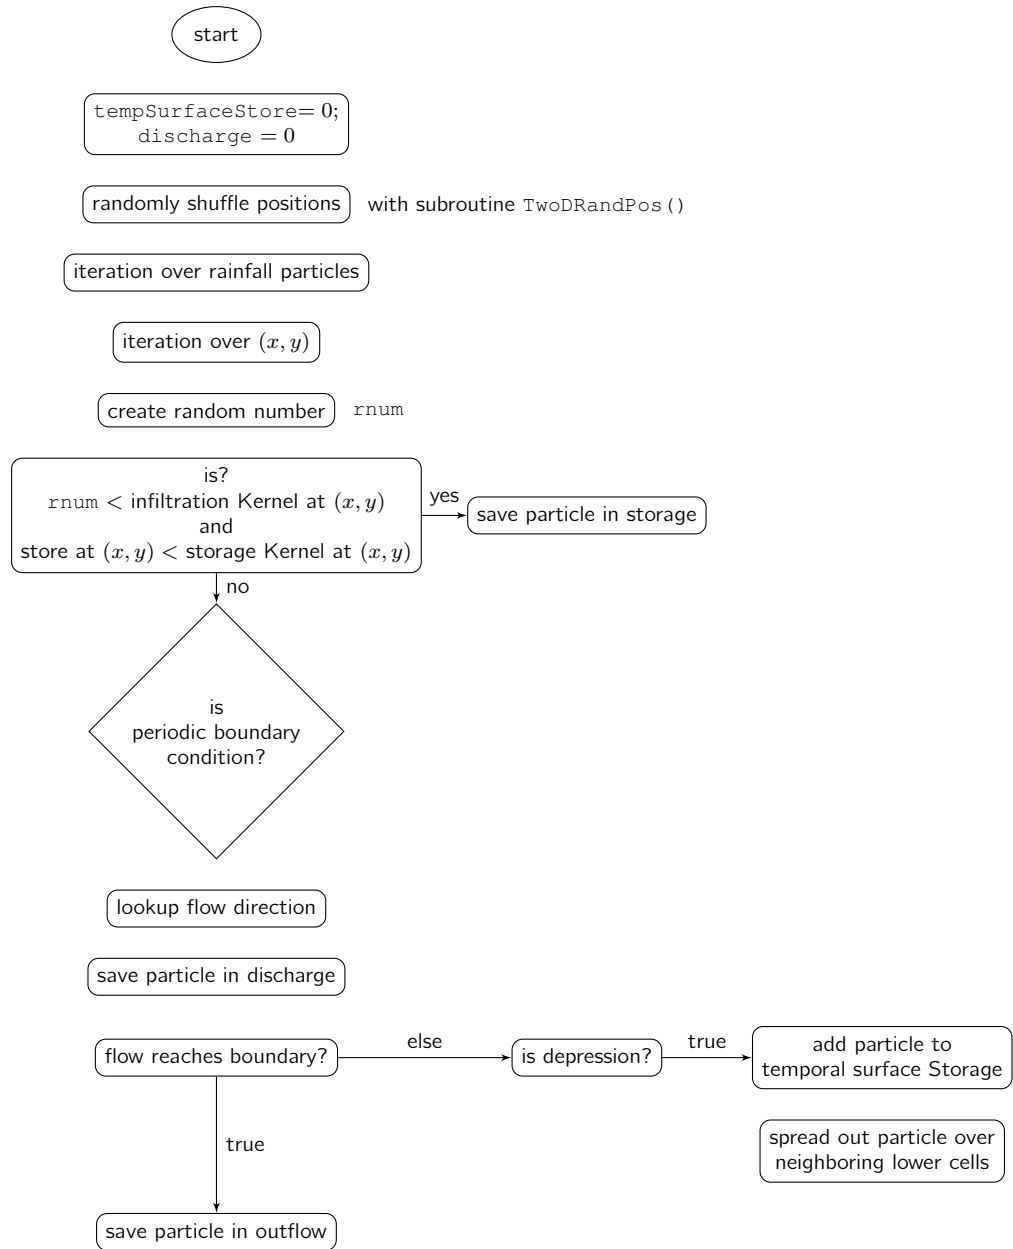 start
tempSurfaceStore= 0;
discharge = 0
randomly shuffle positions with subroutine TwoDRandPos()
iteration over rainfall particles
iteration over (x, y)
create random number rnum
is?
rnum < infiltration Kernel at (x, y)
and
store at (x, y) < storage Kernel at (x, y)
yes
save particle in storage
no
is
periodic boundary
condition?
lookup flow direction
save particle in discharge
flow reaches boundary?
else
is depression?
true
add particle to
temporal surface Storage
spread out particle over
neighboring lower cells
true
save particle in outflow